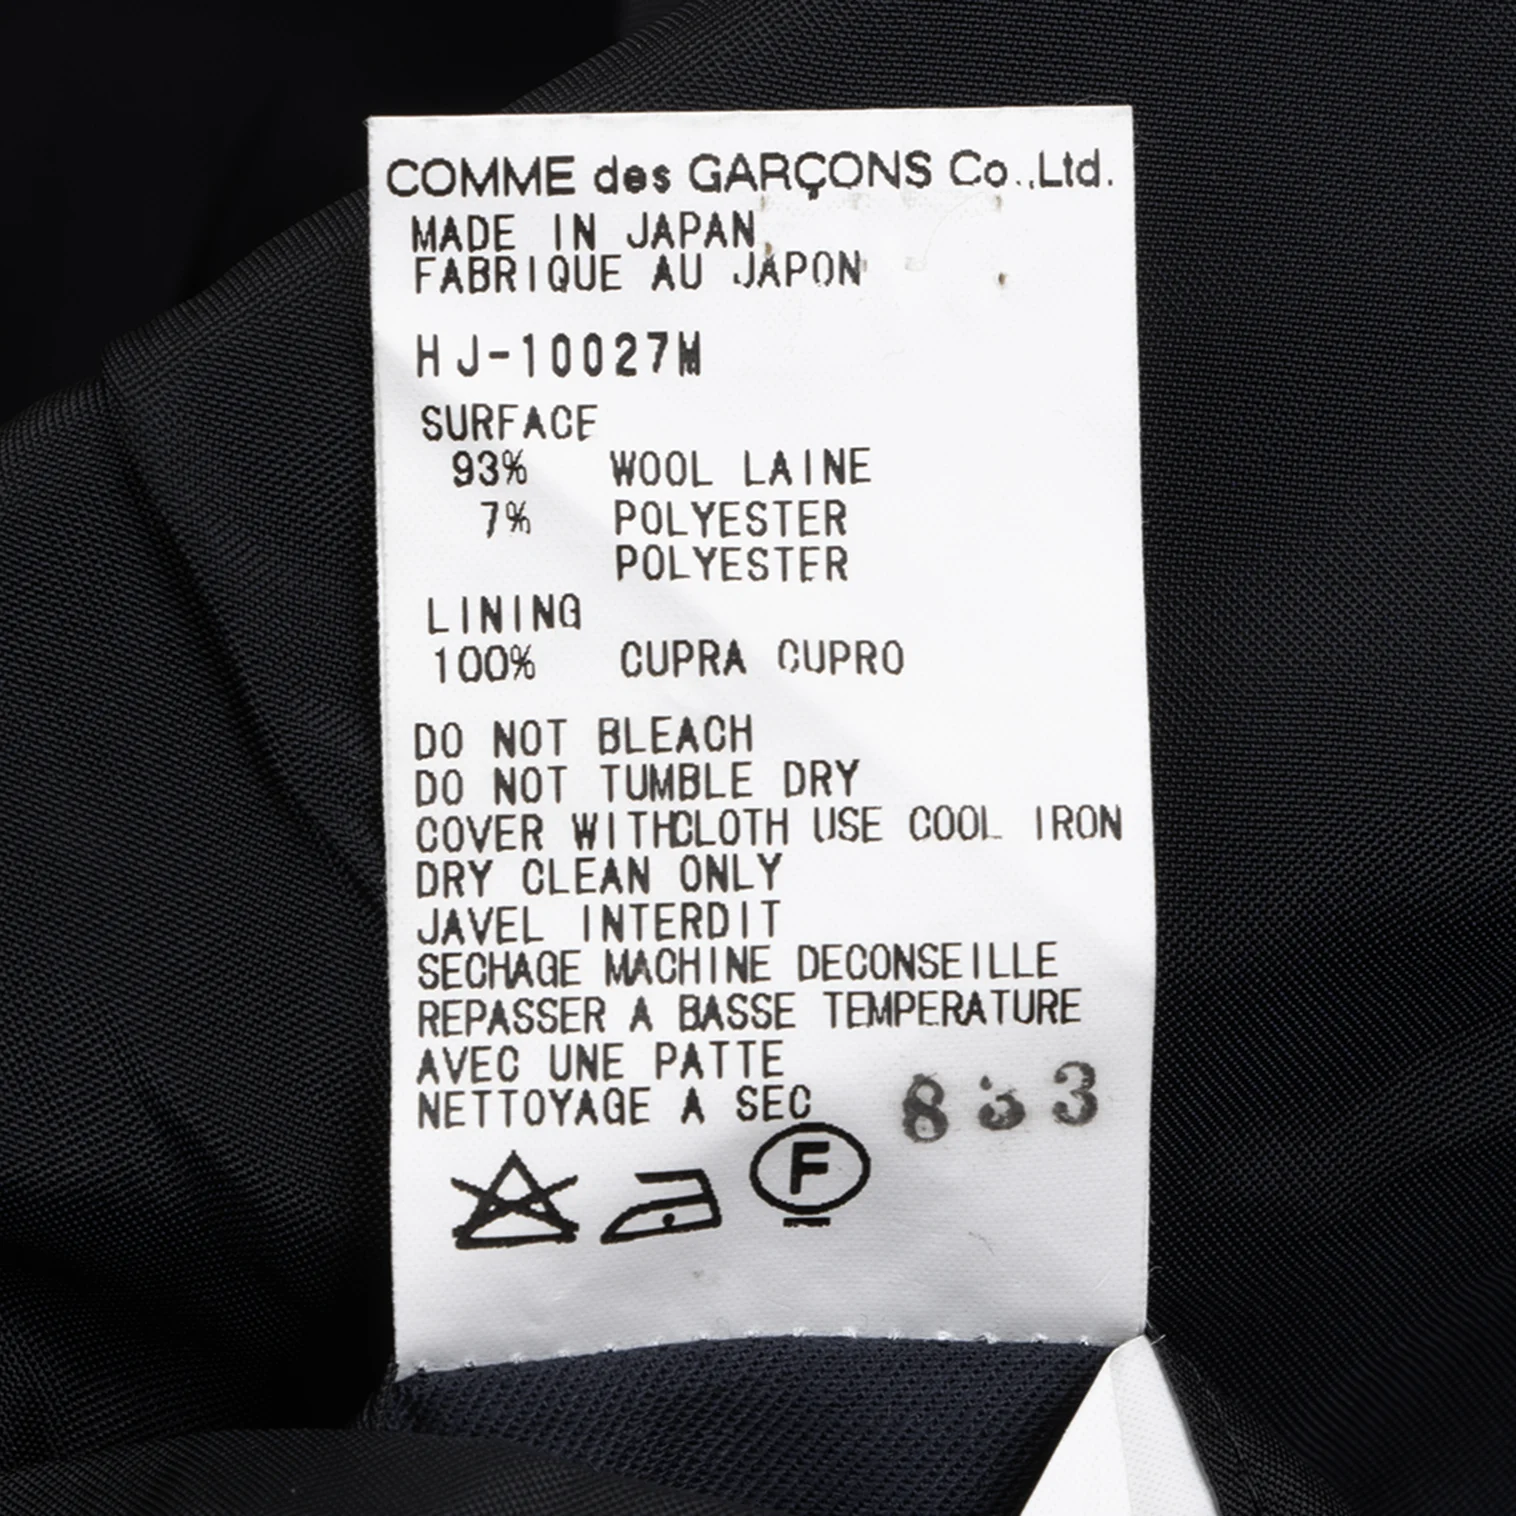 COMME des GARÇONS Co.,Ltd.
MADE IN JAPAN
FABRIQUE AU JAPON
HJ-10027M
SURFACE
93% WOOL LAINE
7% POLYESTER
POLYESTER
LINING
100% CUPRA CUPRO
DO NOT BLEACH
DO NOT TUMBLE DRY
COVER WITHCLOTH USE COOL IRON
DRY CLEAN ONLY
JAVEL INTERDIT
SECHAGE MACHINE DECONSEILLE
REPASSER A BASSE TEMPERATURE
AVEC UNE PATTE
NETTOYAGE A SEC
833
F